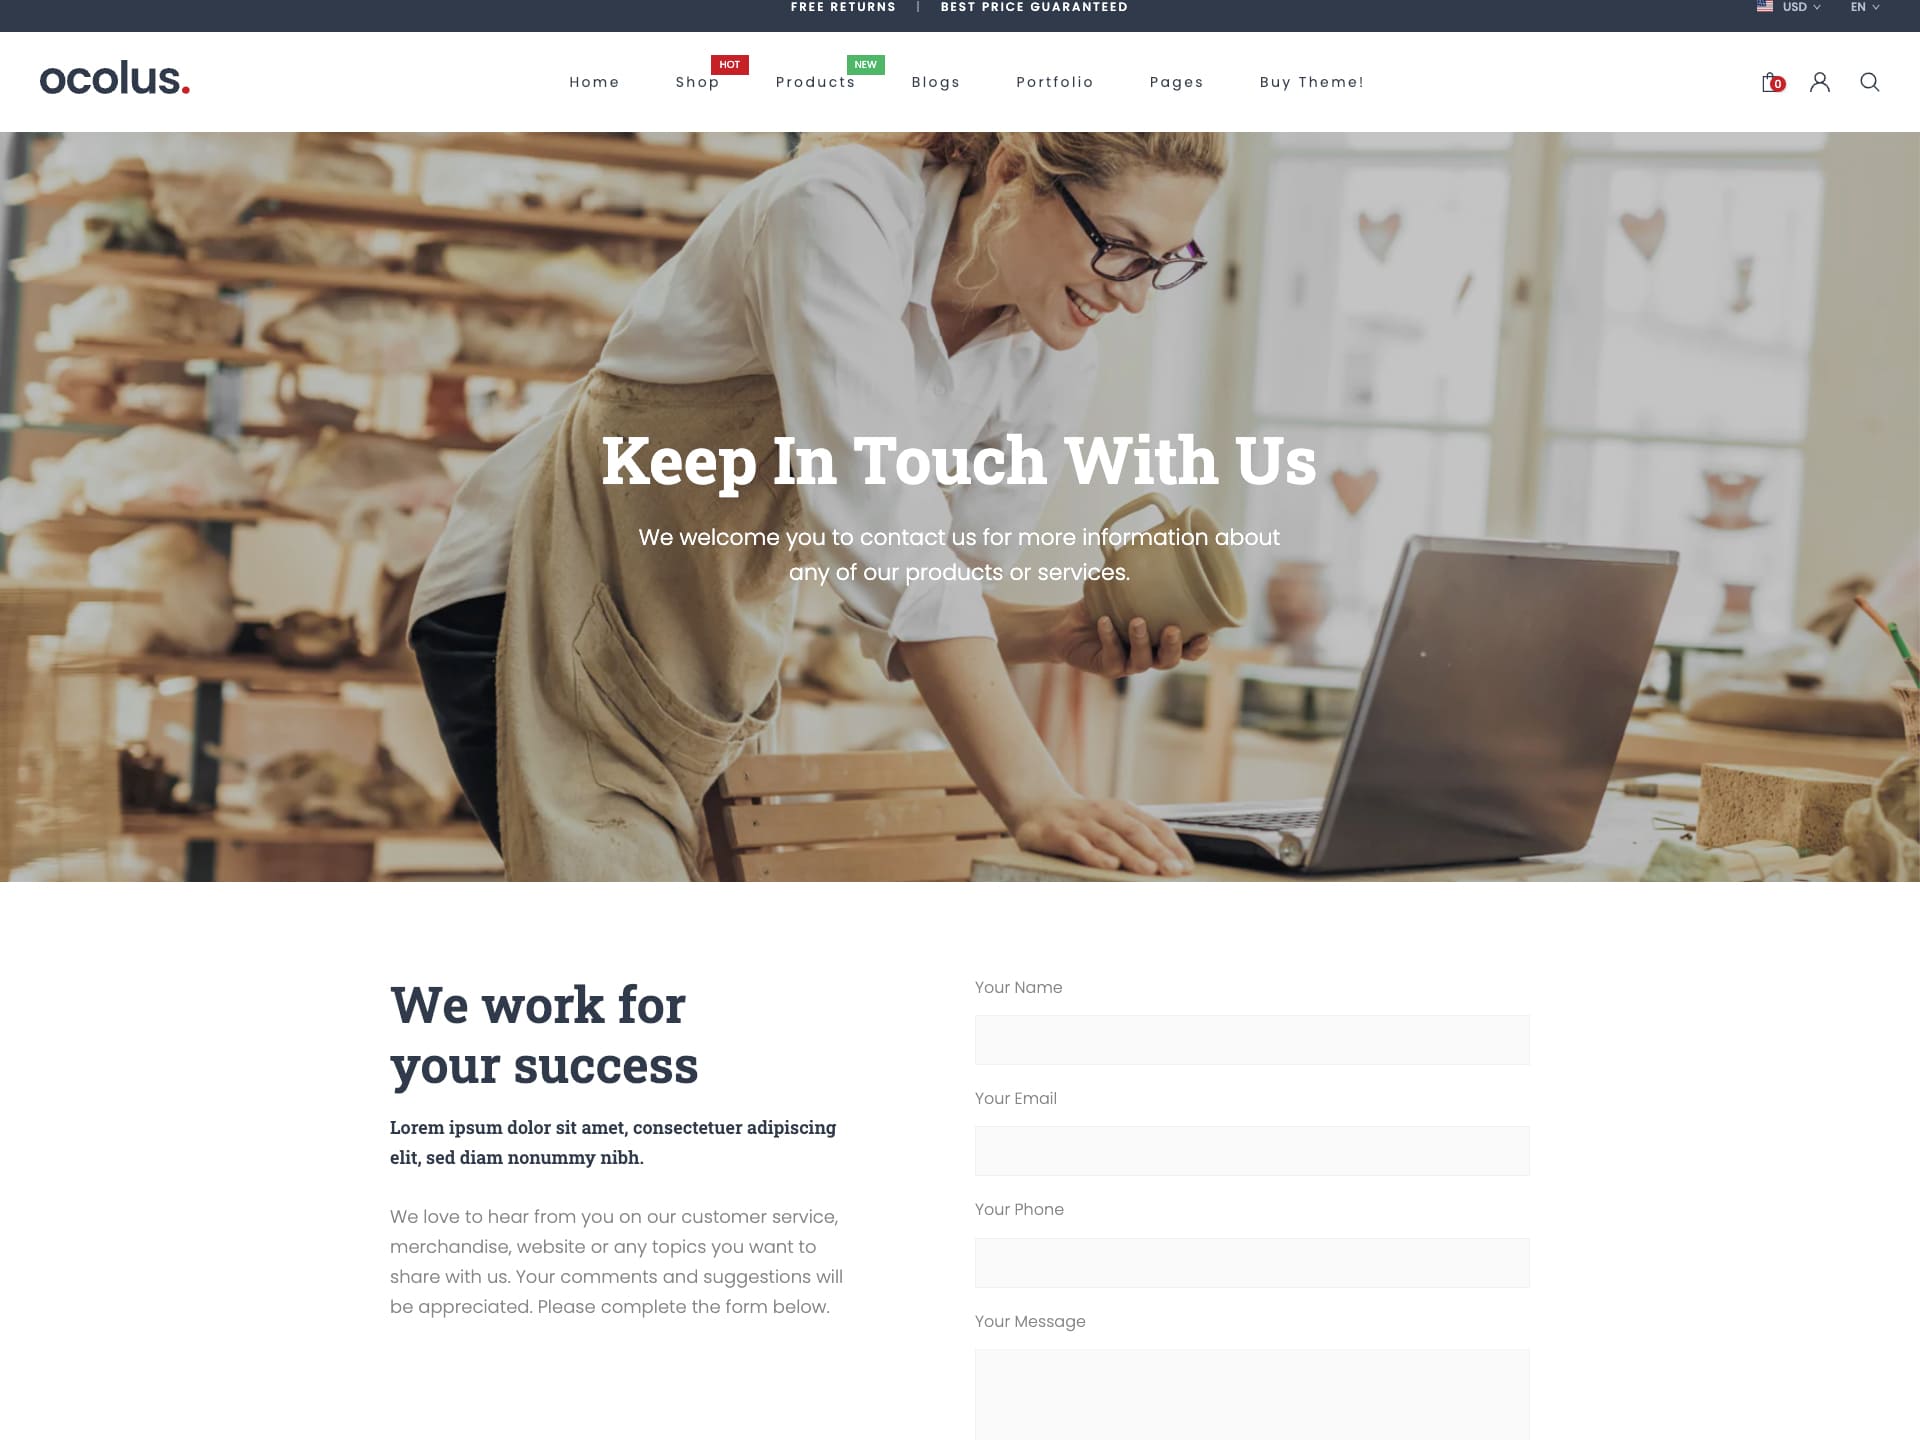 FREE RETURNS | BEST PRICE GUARANTEED
USD EN
ocolus.
Home Shop HOT Products NEW Blogs Portfolio Pages Buy Theme!
0
Keep In Touch With Us
We welcome you to contact us for more information about
any of our products or services.
We work for
your success
Lorem ipsum dolor sit amet, consectetuer adipiscing
elit, sed diam nonummy nibh.
We love to hear from you on our customer service,
merchandise, website or any topics you want to
share with us. Your comments and suggestions will
be appreciated. Please complete the form below.
Your Name
Your Email
Your Phone
Your Message